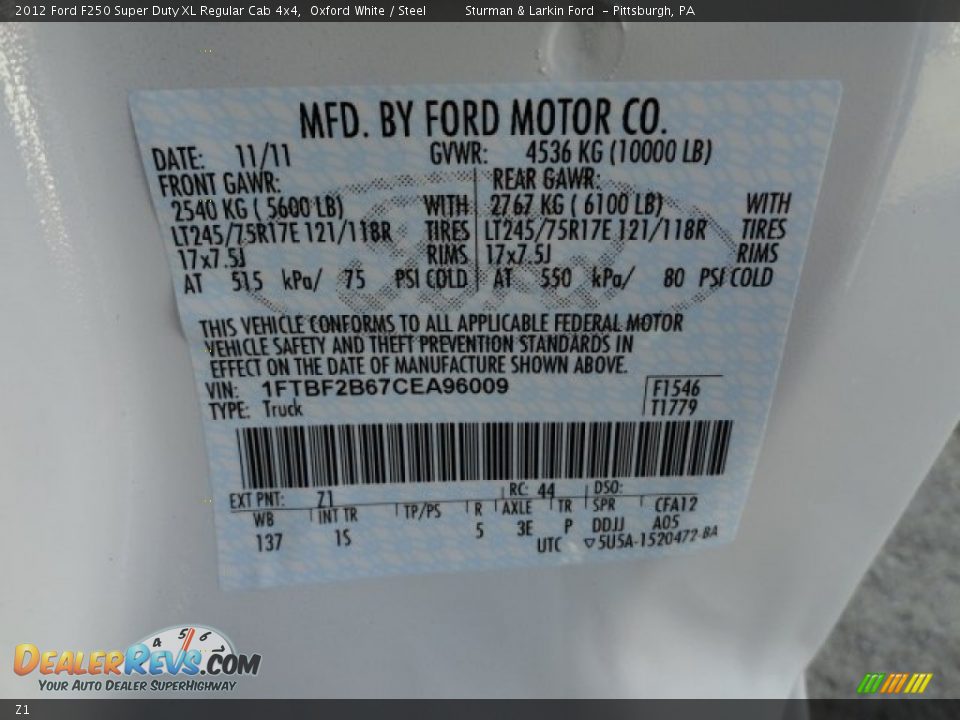 2012 Ford F250 Super Duty XL Regular Cab 4x4, Oxford White / Steel Sturman & Larkin Ford - Pittsburgh, PA
MFD. BY FORD MOTOR CO.
DATE: 11/11 GVWR: 4536 KG (10000 LB)
FRONT GAWR: REAR GAWR:
2540 KG ( 5600 LB) WITH 2767 KG ( 6100 LB) WITH
LT245/75R17E 121/118R TIRES LT245/75R17E 121/118R TIRES
17x7.5J RIMS 17x7.5J RIMS
AT 515 kPa/ 75 PSI COLD AT 550 kPa/ 80 PSI COLD
THIS VEHICLE CONFORMS TO ALL APPLICABLE FEDERAL MOTOR
VEHICLE SAFETY AND THEFT PREVENTION STANDARDS IN
EFFECT ON THE DATE OF MANUFACTURE SHOWN ABOVE.
VIN: 1FTBF2B67CEA96009 F1546
TYPE: Truck T1779
EXT PNT: Z1 RC: 44 DSO:
WB INT TR TP/PS R AXLE TR SPR CFA12
137 1S 5 3E P DDJJ A05
UTC ▽5U5A-1520472-BA
4 5 6
DEALERREVS.COM
YOUR AUTO DEALER SUPERHIGHWAY
Z1